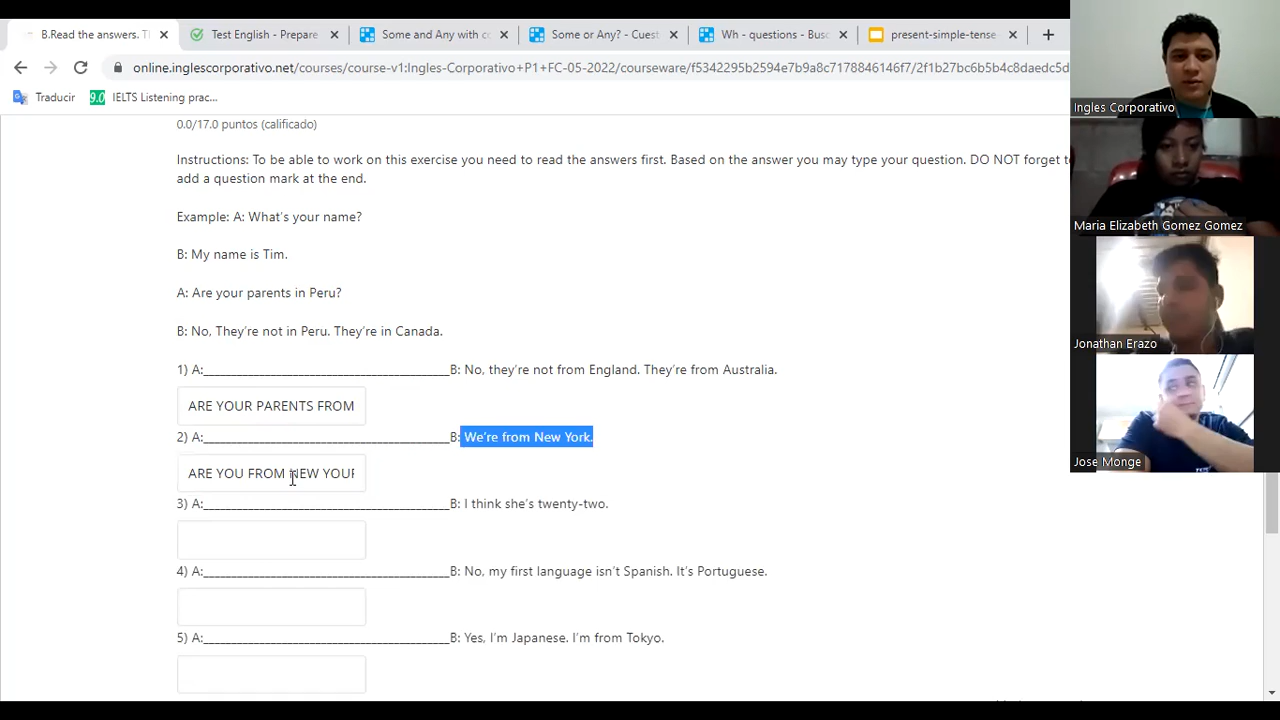 B.Read the answers. T
Test English - Prepare
Some and Any with co
Some or Any? - Cuest
Wh - questions - Busc
present-simple-tense
online.inglescorporativo.net/courses/course-v1:Ingles-Corporativo+P1+FC-05-2022/courseware/f5342295b2594e7b9a8c7178846146f7/2f1b27bc6b5b4c8daedc5d
Traducir
9.0 IELTS Listening prac...
0.0/17.0 puntos (calificado)
Instructions: To be able to work on this exercise you need to read the answers first. Based on the answer you may type your question. DO NOT forget t
add a question mark at the end.
Example: A: What's your name?
B: My name is Tim.
A: Are your parents in Peru?
B: No, They're not in Peru. They're in Canada.
1) A:_________________________________________B: No, they're not from England. They're from Australia.
ARE YOUR PARENTS FROM
2) A:_________________________________________B: We're from New York.
ARE YOU FROM NEW YOUR
3) A:_________________________________________B: I think she's twenty-two.
4) A:_________________________________________B: No, my first language isn't Spanish. It's Portuguese.
5) A:_________________________________________B: Yes, I'm Japanese. I'm from Tokyo.
Ingles Corporativo
Maria Elizabeth Gomez Gomez
Jonathan Erazo
Jose Monge